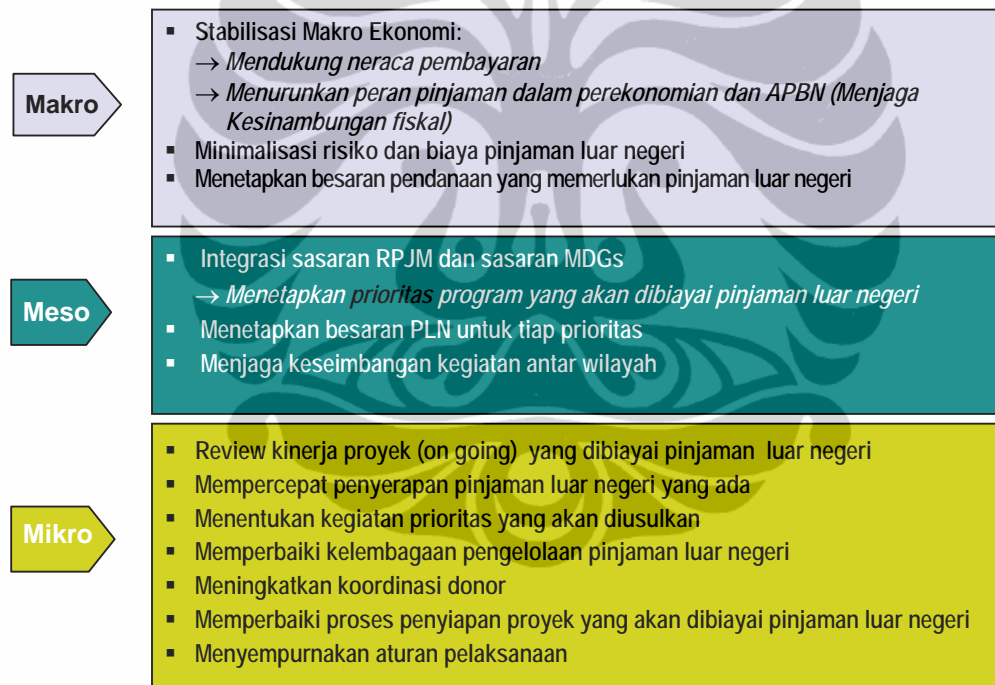 Makro
▪ Stabilisasi Makro Ekonomi:
→ Mendukung neraca pembayaran
→ Menurunkan peran pinjaman dalam perekonomian dan APBN (Menjaga
Kesinambungan fiskal)
▪ Minimalisasi risiko dan biaya pinjaman luar negeri
▪ Menetapkan besaran pendanaan yang memerlukan pinjaman luar negeri
Meso
▪ Integrasi sasaran RPJM dan sasaran MDGs
→ Menetapkan prioritas program yang akan dibiayai pinjaman luar negeri
▪ Menetapkan besaran PLN untuk tiap prioritas
▪ Menjaga keseimbangan kegiatan antar wilayah
Mikro
▪ Review kinerja proyek (on going) yang dibiayai pinjaman luar negeri
▪ Mempercepat penyerapan pinjaman luar negeri yang ada
▪ Menentukan kegiatan prioritas yang akan diusulkan
▪ Memperbaiki kelembagaan pengelolaan pinjaman luar negeri
▪ Meningkatkan koordinasi donor
▪ Memperbaiki proses penyiapan proyek yang akan dibiayai pinjaman luar negeri
▪ Menyempurnakan aturan pelaksanaan